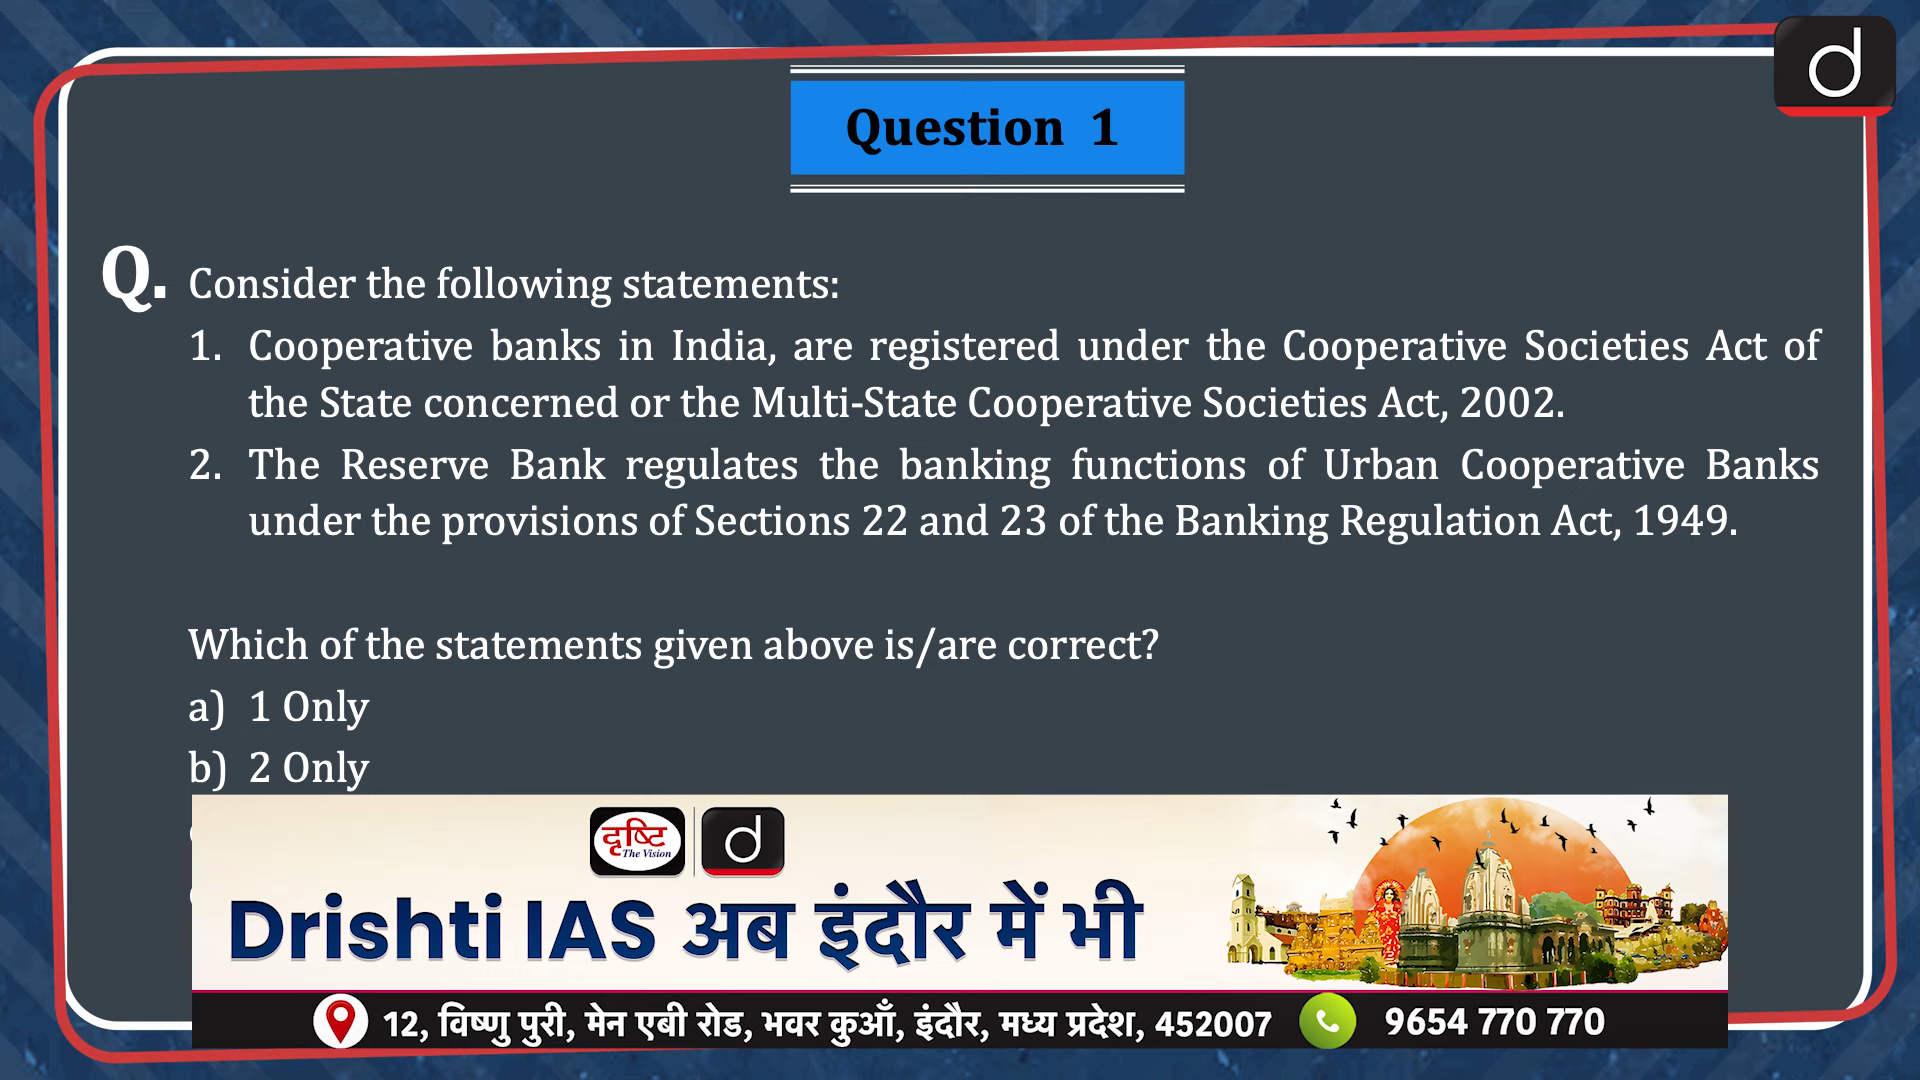 d
Question 1
Q. Consider the following statements:
1. Cooperative banks in India, are registered under the Cooperative Societies Act of
the State concerned or the Multi-State Cooperative Societies Act, 2002.
2. The Reserve Bank regulates the banking functions of Urban Cooperative Banks
under the provisions of Sections 22 and 23 of the Banking Regulation Act, 1949.
Which of the statements given above is/are correct?
a) 1 Only
b) 2 Only
दृष्टि
The Vision
d
Drishti IAS अब इंदौर में भी
12, विष्णु पुरी, मेन एबी रोड, भवर कुआँ, इंदौर, मध्य प्रदेश, 452007
9654 770 770